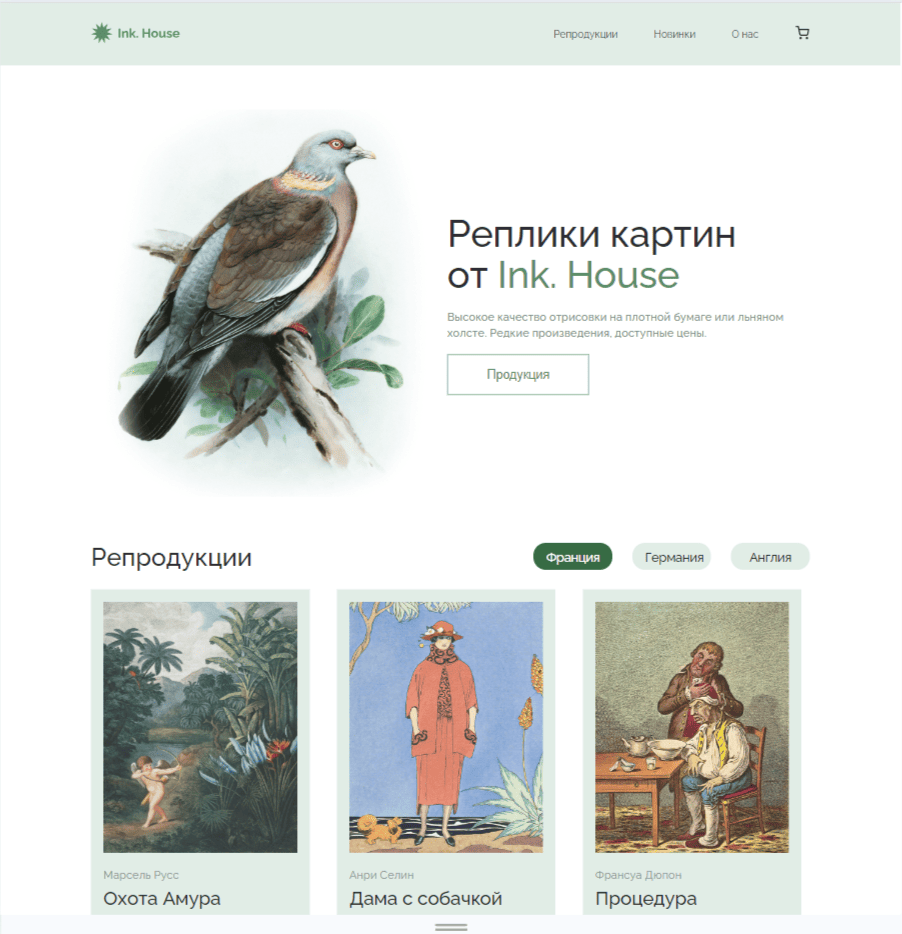 Ink. House
Репродукции
Новинки
О нас
Реплики картин
от Ink. House
Высокое качество отрисовки на плотной бумаге или льняном
холсте. Редкие произведения, доступные цены.
Продукция
Репродукции
Франция
Германия
Англия
Марсель Русс
Охота Амура
Анри Селин
Дама с собачкой
Франсуа Дюпон
Процедура